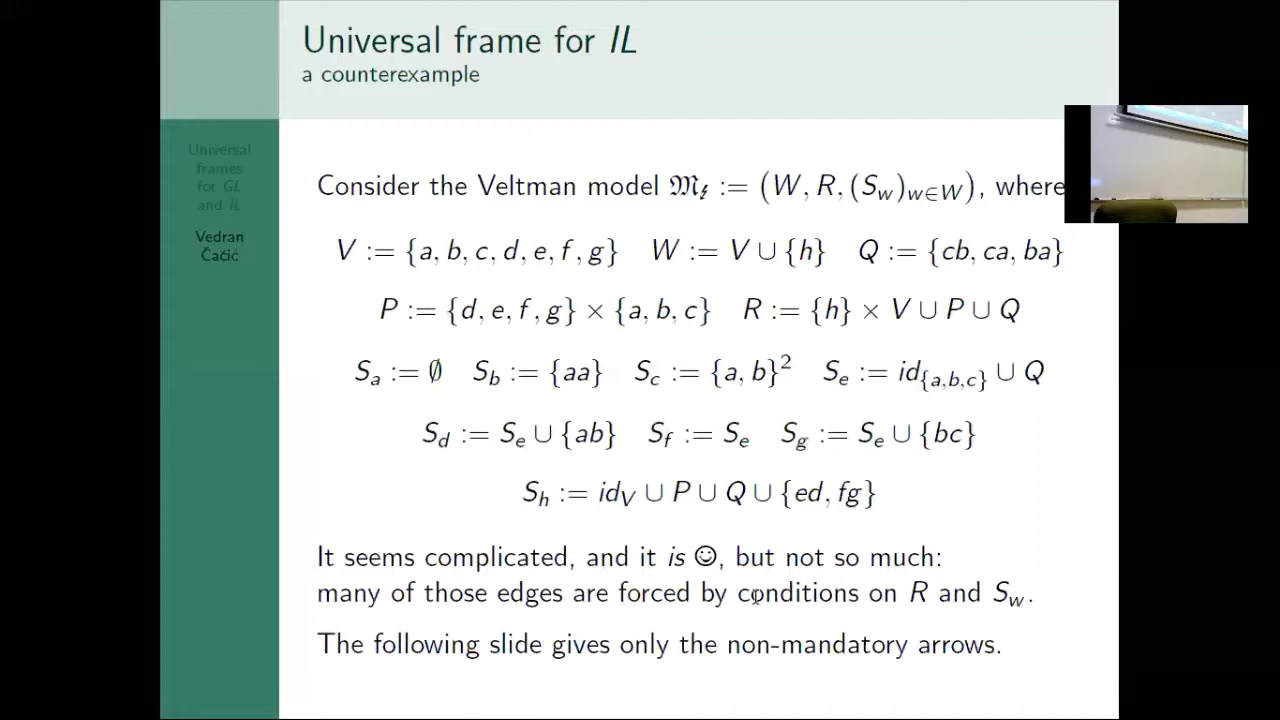 Universal frame for IL
a counterexample
Universal
frames
for GL
and IL
Vedran
Čačić
Consider the Veltman model 𝔐 := (W, R, (S_w)_{w∈W}), where
V := {a, b, c, d, e, f, g} W := V ∪ {h} Q := {cb, ca, ba}
P := {d, e, f, g} × {a, b, c} R := {h} × V ∪ P ∪ Q
S_a := ∅ S_b := {aa} S_c := {a, b}² S_e := id_{a,b,c} ∪ Q
S_d := S_e ∪ {ab} S_f := S_e S_g := S_e ∪ {bc}
S_h := id_V ∪ P ∪ Q ∪ {ed, fg}
It seems complicated, and it is ☺, but not so much:
many of those edges are forced by conditions on R and S_w.
The following slide gives only the non-mandatory arrows.